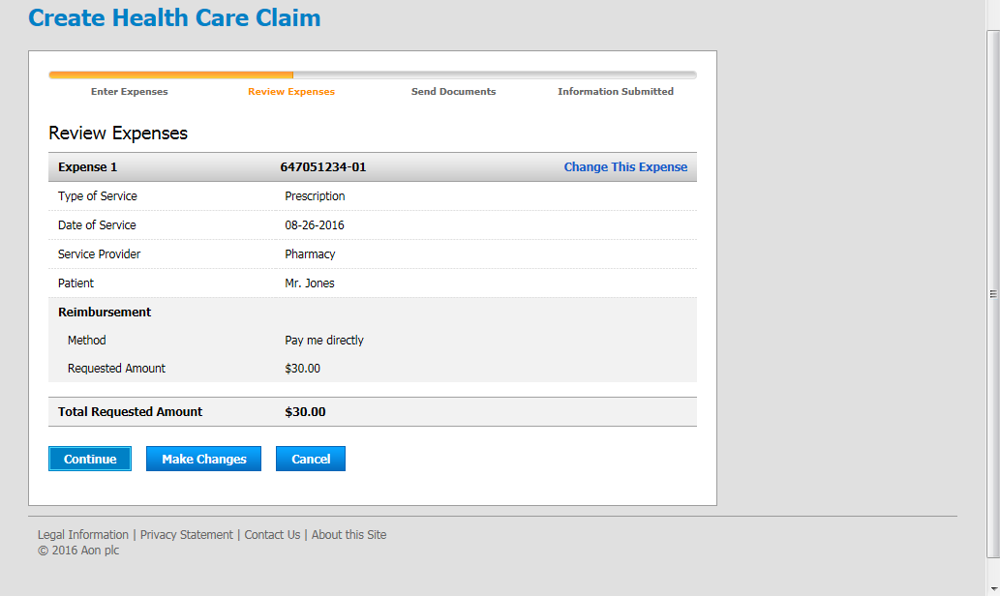 Create Health Care Claim
Enter Expenses Review Expenses Send Documents Information Submitted
Review Expenses
Expense 1 647051234-01 Change This Expense
Type of Service Prescription
Date of Service 08-26-2016
Service Provider Pharmacy
Patient Mr. Jones
Reimbursement
Method Pay me directly
Requested Amount $30.00
Total Requested Amount $30.00
Continue Make Changes Cancel
Legal Information | Privacy Statement | Contact Us | About this Site
© 2016 Aon plc